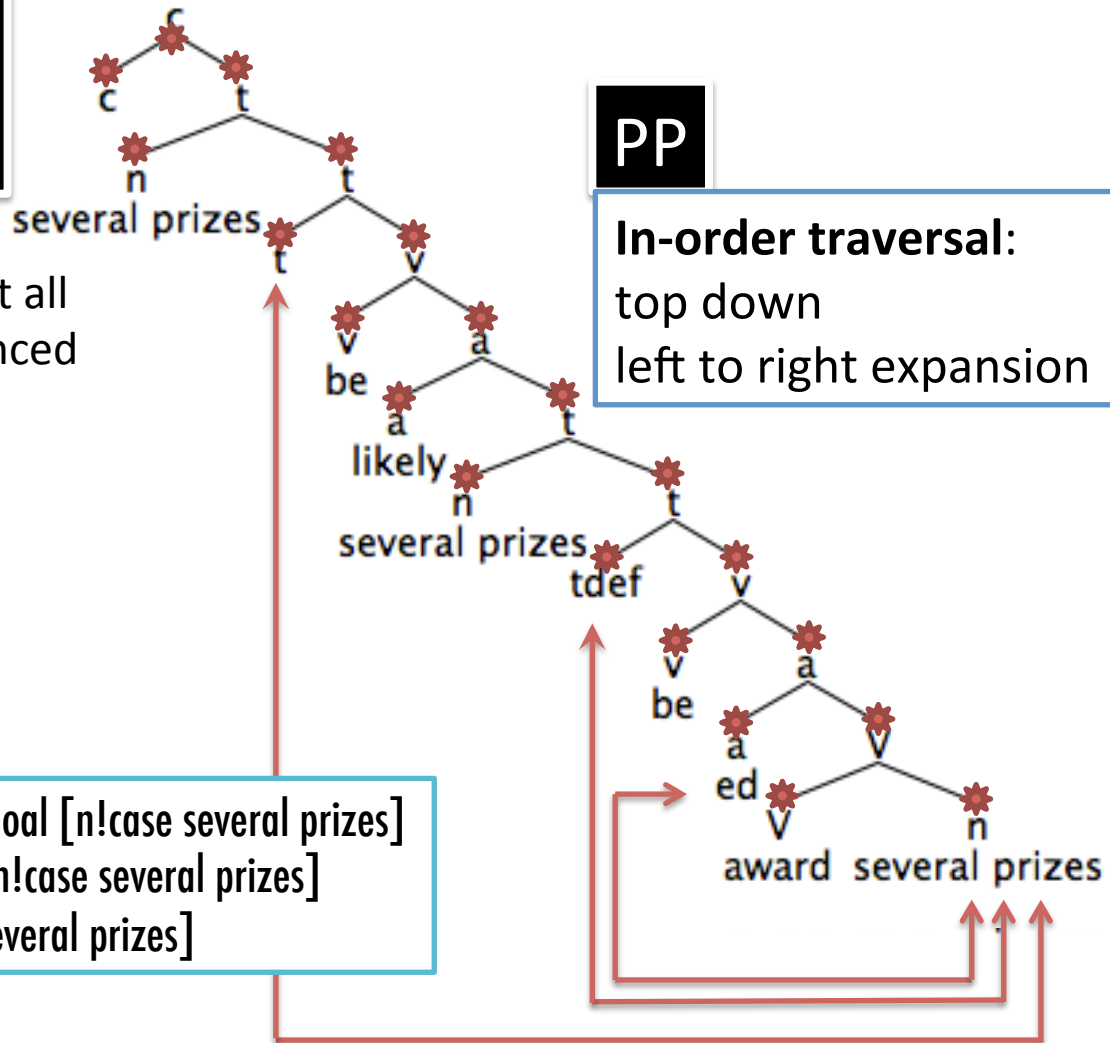 c
c
t
n
several prizes
t
t
v
v
be
a
a
likely
t
n
several prizes
t
tdef
v
v
be
a
a
ed
V
V
award
n
several prizes
PP
In-order traversal:
top down
left to right expansion
t all
nced
oal [n!case several prizes]
n!case several prizes]
everal prizes]